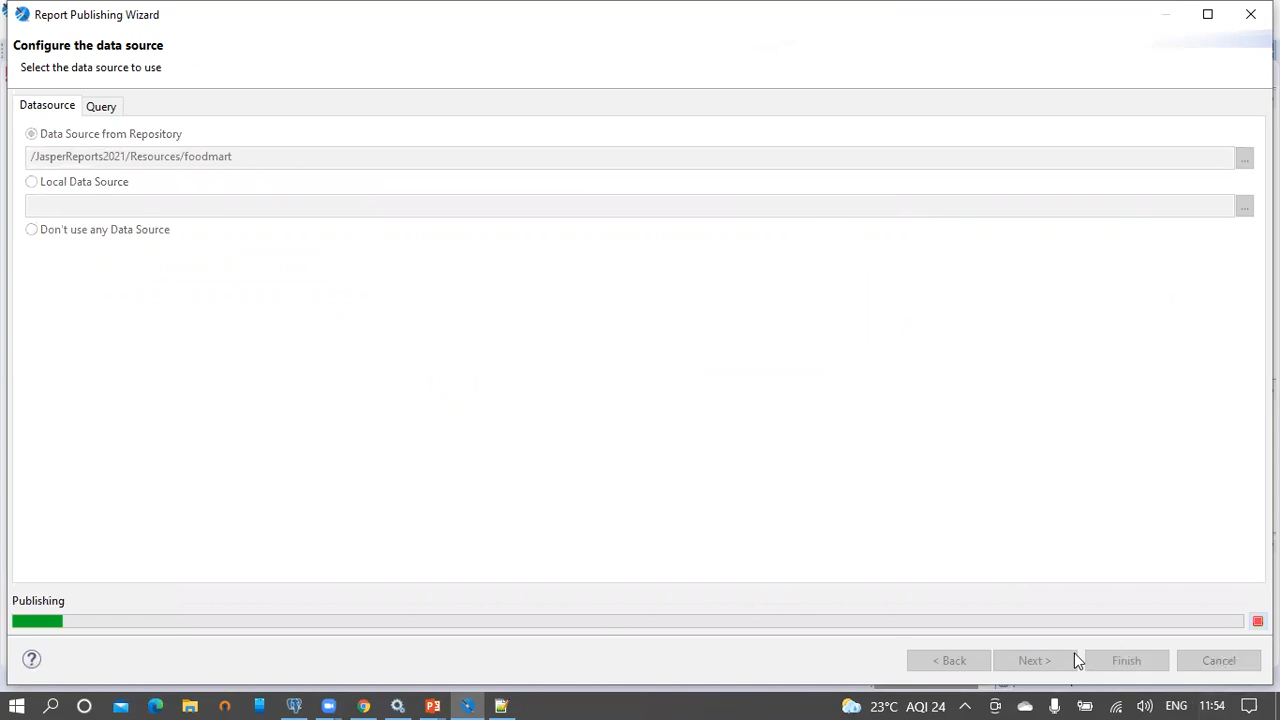 Report Publishing Wizard
Configure the data source
Select the data source to use
Datasource Query
Data Source from Repository
/JasperReports2021/Resources/foodmart
...
Local Data Source
...
Don't use any Data Source
Publishing
?
< Back Next > Finish Cancel
23°C AQI 24 ENG 11:54